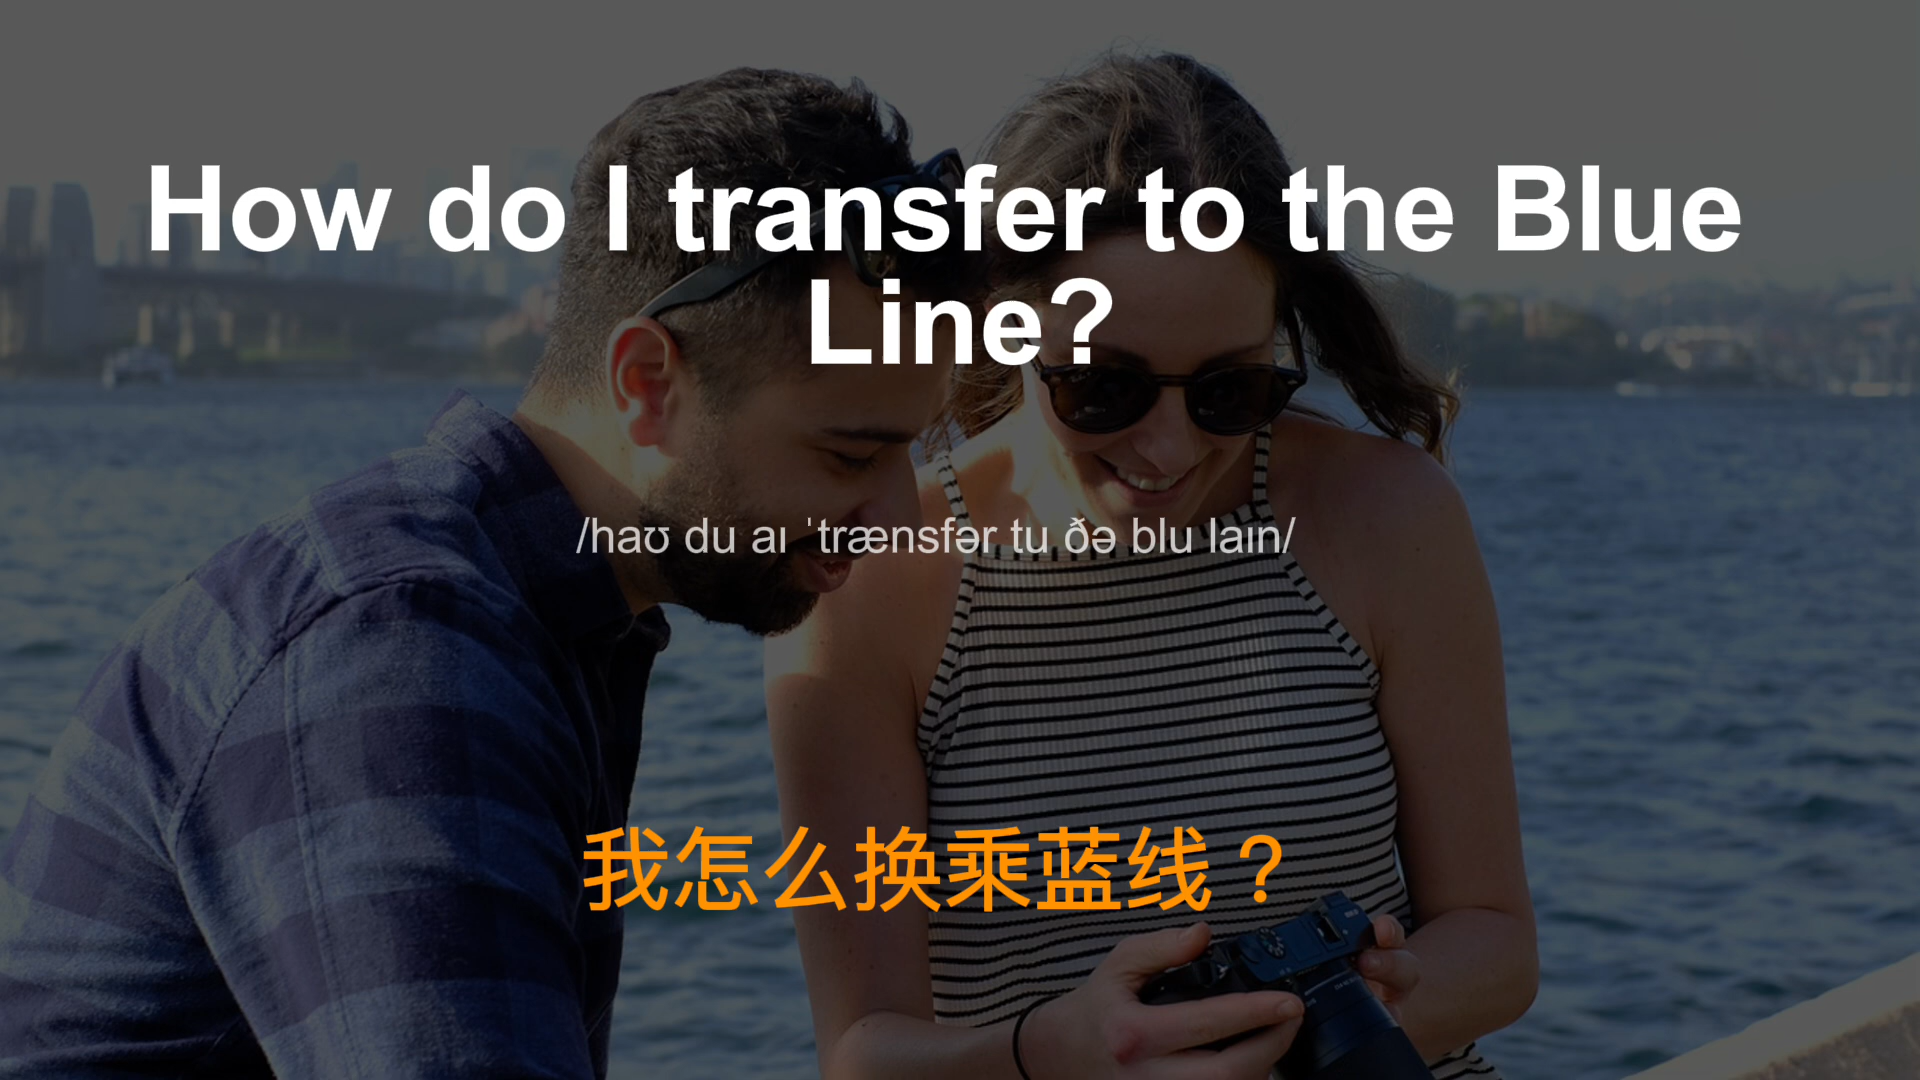 How do I transfer to the Blue
Line?
/haʊ du aɪ ˈtrænsfər tu ðə blu laɪn/
我怎么换乘蓝线？